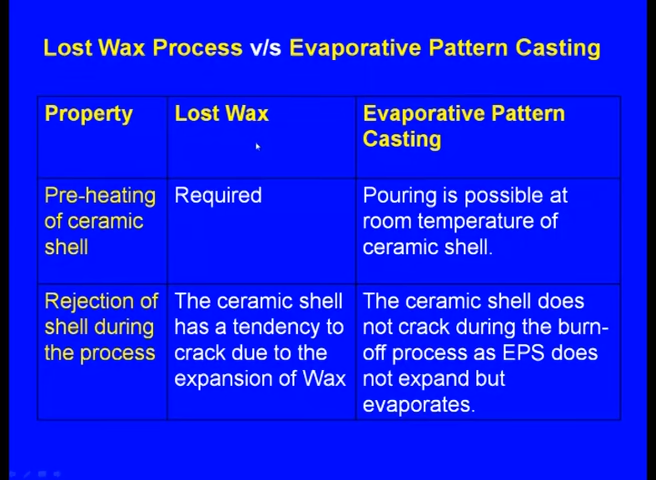 Lost Wax Process v/s Evaporative Pattern Casting
Property
Lost Wax
Evaporative Pattern
Casting
Pre-heating
of ceramic
shell
Required
Pouring is possible at
room temperature of
ceramic shell.
Rejection of
shell during
the process
The ceramic shell
has a tendency to
crack due to the
expansion of Wax
The ceramic shell does
not crack during the burn-
off process as EPS does
not expand but
evaporates.